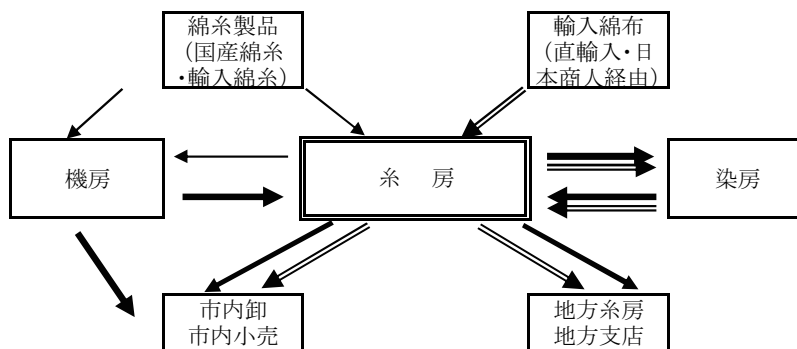 綿糸製品
(国産綿糸
・輸入綿糸)
輸入綿布
(直輸入・日
本商人経由)
機房
糸　房
染房
市内卸
市内小売
地方糸房
地方支店